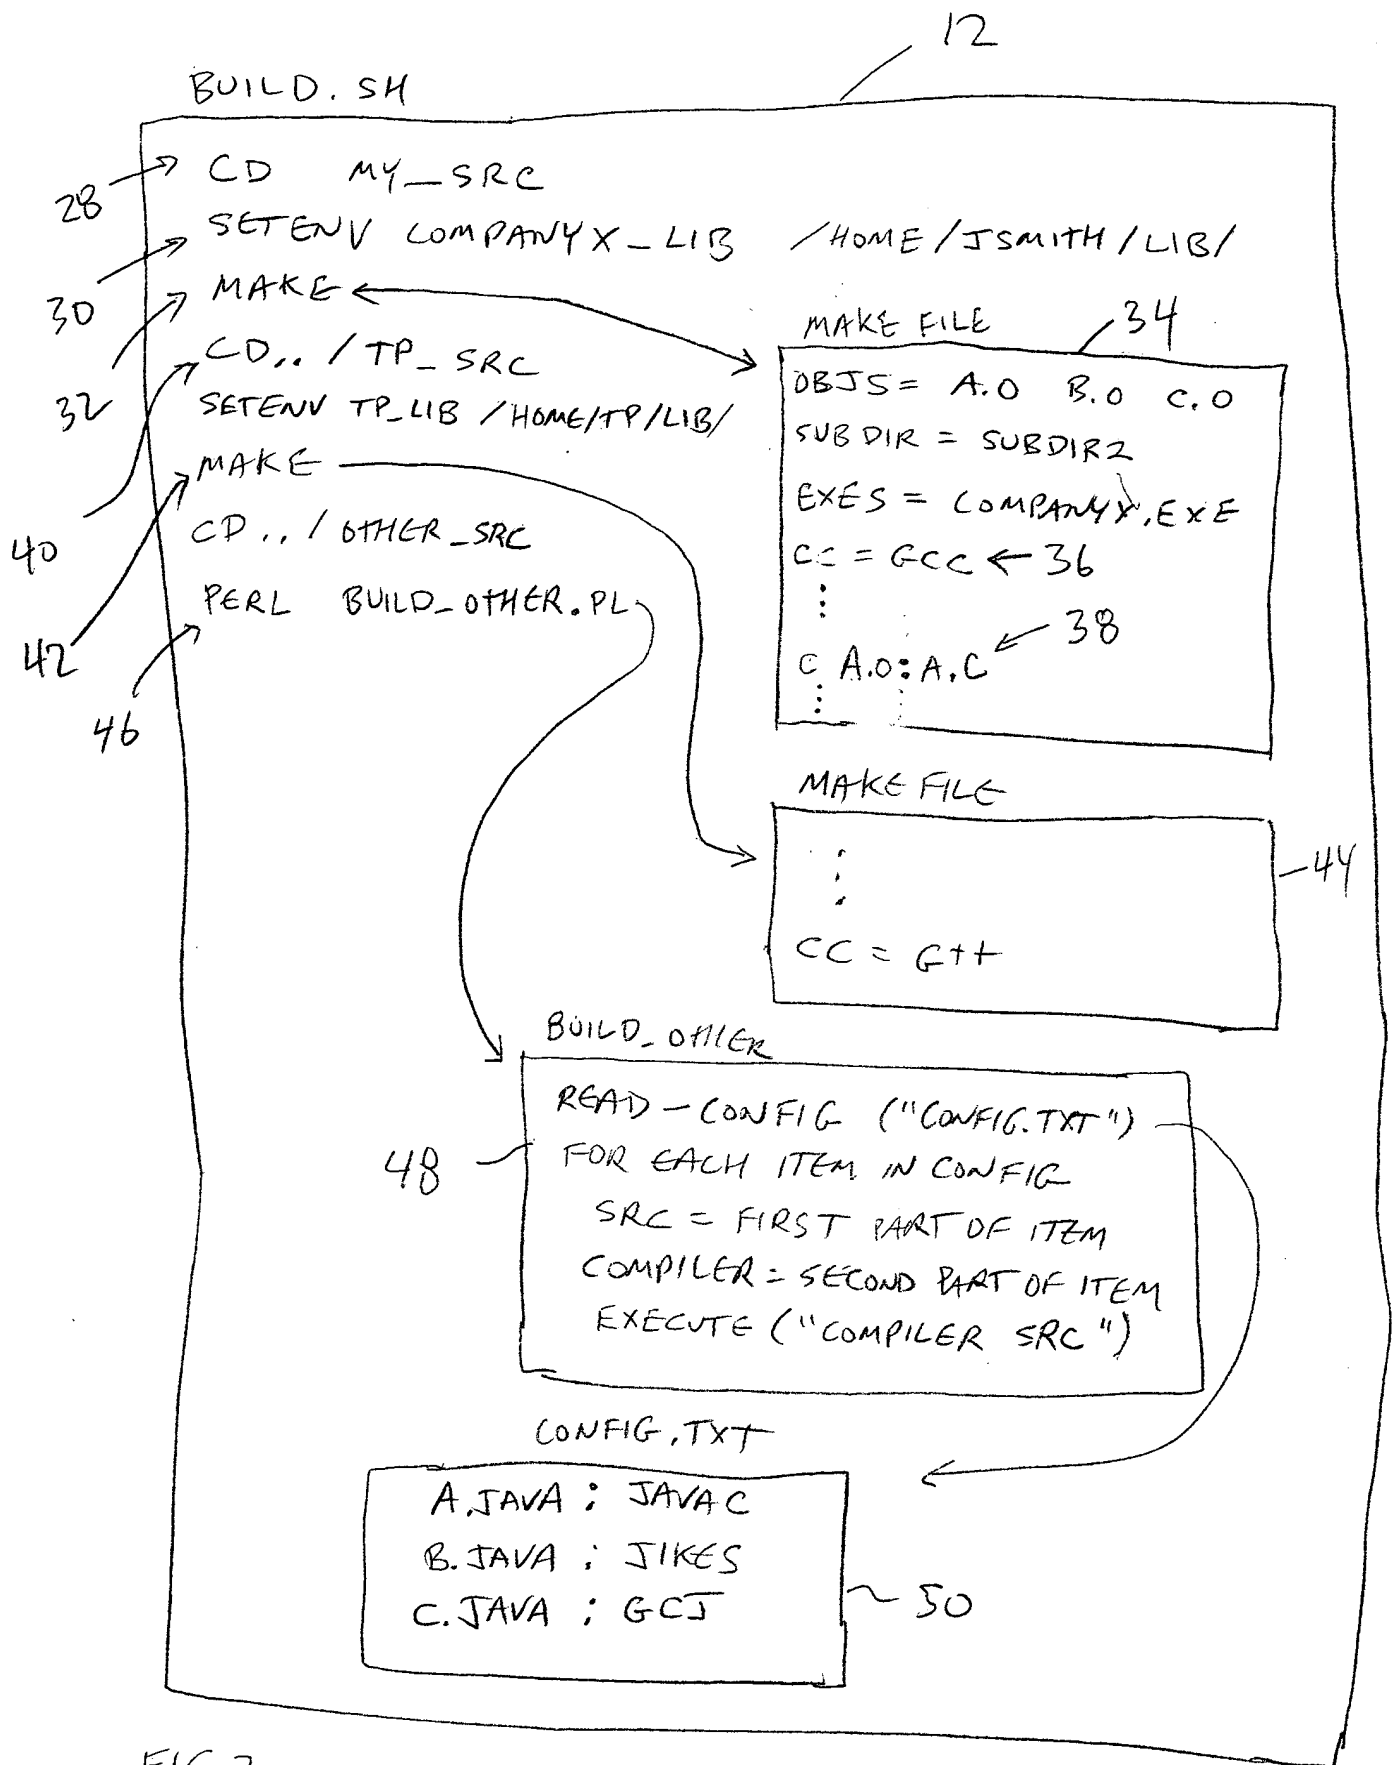 12
BUILD.SH
28
CD MY_SRC
SETENV COMPANYX_LIB /HOME/JSMITH/LIB/
30
MAKE
MAKE FILE
34
32
CD../TP_SRC
OBJS = A.O B.O C.O
SETENV TP_LIB /HOME/TP/LIB/
SUBDIR = SUBDIR2
MAKE
EXES = COMPANYX.EXE
40
CD../OTHER_SRC
CC = GCC
36
PERL BUILD_OTHER.PL
38
42
C A.O : A.C
46
MAKE FILE
44
CC = G++
BUILD_OTHER
READ-CONFIG ("CONFIG.TXT")
48
FOR EACH ITEM IN CONFIG
SRC = FIRST PART OF ITEM
COMPILER = SECOND PART OF ITEM
EXECUTE ("COMPILER SRC")
CONFIG.TXT
A.JAVA ; JAVAC
B.JAVA ; JIKES
C.JAVA ; GCJ
50